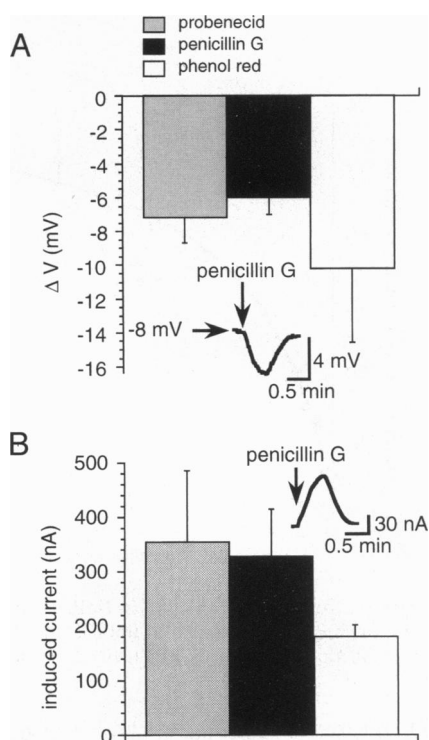 A
probenecid
penicillin G
phenol red
0
-2
-4
-6
-8
-10
-12
-14
-16
Δ V (mV)
penicillin G
-8 mV
4 mV
0.5 min
B
500
400
300
200
100
0
induced current (nA)
penicillin G
30 nA
0.5 min